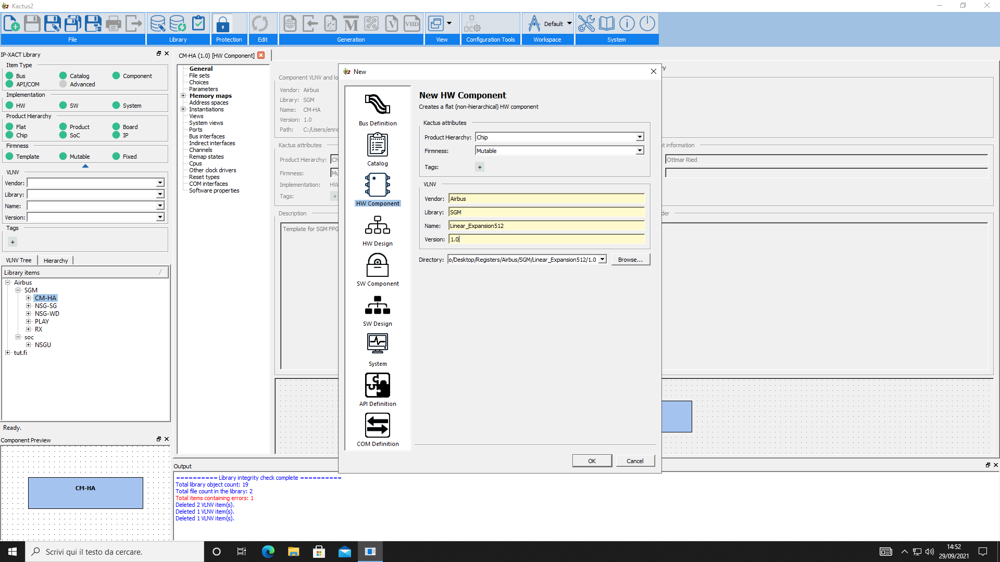 Kactus2
File
Library
Protection
Edit
Generation
View
Configuration Tools
Default
Workspace
System
IP-XACT Library
Item Type
Bus
Catalog
Component
API/COM
Advanced
Implementation
HW
SW
System
Product Hierarchy
Flat
Product
Board
Chip
SoC
IP
Firmness
Template
Mutable
Fixed
VLNV
Vendor:
Library:
Name:
Version:
Tags
+
VLNV Tree
Hierarchy
Library items
Airbus
SGM
CM-HA
NSG-SG
NSG-WD
PLAY
RX
soc
NSGU
tut.fi
Ready.
Component Preview
CM-HA
CM-HA (1.0) [HW Component]
General
File sets
Choices
Parameters
Memory maps
Address spaces
Instantiations
Views
System views
Ports
Bus interfaces
Indirect interfaces
Channels
Remap states
Cpus
Other clock drivers
Reset types
COM interfaces
Software properties
Component VLNV and lo
Vendor: Airbus
Library: SGM
Name: CM-HA
Version: 1.0
Path: C:/Users/enric
Kactus attributes
Product Hierarchy: Ch
Firmness: Mu
Implementation: HW
Tags: +
Description
Template for SGM FPG
New
Bus Definition
Catalog
HW Component
HW Design
SW Component
SW Design
System
API Definition
COM Definition
New HW Component
Creates a flat (non-hierarchical) HW component
Kactus attributes
Product Hierarchy: Chip
Firmness: Mutable
Tags: +
VLNV
Vendor: Airbus
Library: SGM
Name: Linear_Expansion512
Version: 1.0
Directory: o/Desktop/Registers/Airbus/SGM/Linear_Expansion512/1.0 Browse...
OK
Cancel
ry
t information
Ottmar Ried
der
Output
========== Library integrity check complete ==========
Total library object count: 19
Total file count in the library: 2
Total items containing errors: 1
Deleted 2 VLNV item(s).
Deleted 1 VLNV item(s).
Deleted 1 VLNV item(s).
Scrivi qui il testo da cercare.
14:52
29/09/2021